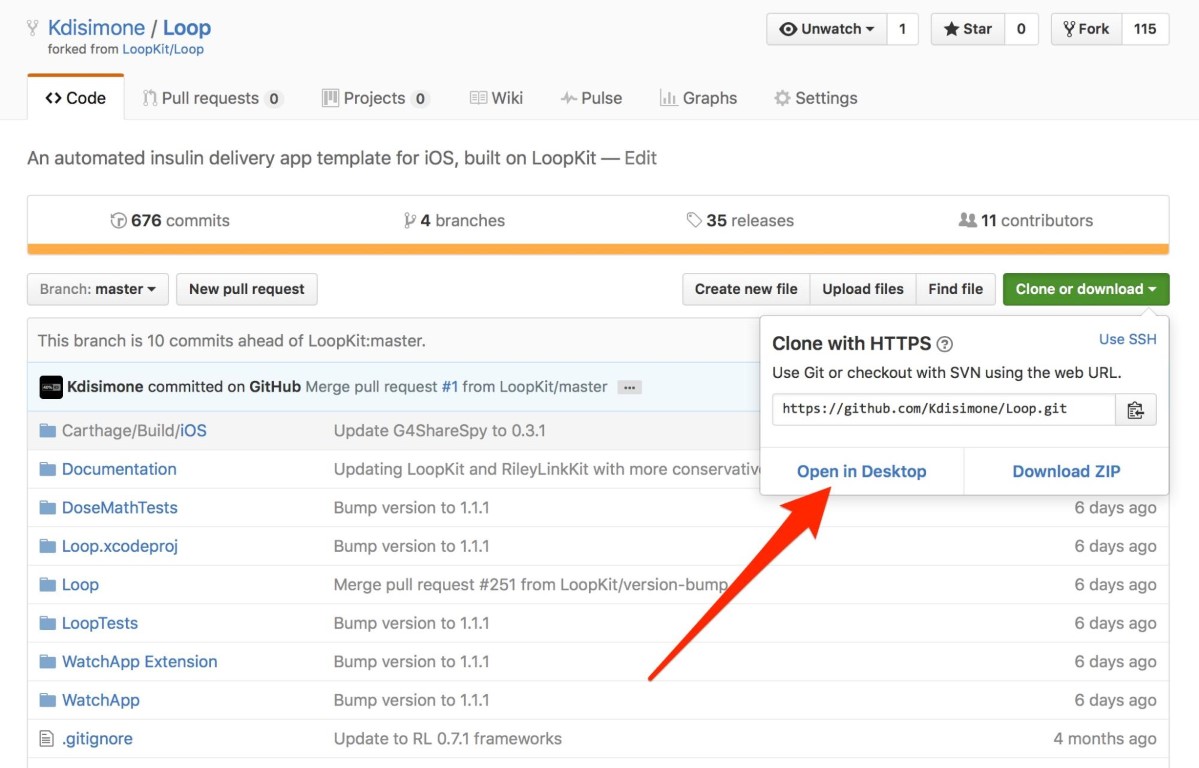 Kdisimone / Loop
forked from LoopKit/Loop
Unwatch 1 Star 0 Fork 115
Code Pull requests 0 Projects 0 Wiki Pulse Graphs Settings
An automated insulin delivery app template for iOS, built on LoopKit — Edit
676 commits 4 branches 35 releases 11 contributors
Branch: master New pull request Create new file Upload files Find file Clone or download
This branch is 10 commits ahead of LoopKit:master.
Clone with HTTPS ? Use SSH
Use Git or checkout with SVN using the web URL.
https://github.com/Kdisimone/Loop.git
Open in Desktop Download ZIP
Kdisimone committed on GitHub Merge pull request #1 from LoopKit/master ...
Carthage/Build/iOS Update G4ShareSpy to 0.3.1
Documentation Updating LoopKit and RileyLinkKit with more conservativ
DoseMathTests Bump version to 1.1.1 6 days ago
Loop.xcodeproj Bump version to 1.1.1 6 days ago
Loop Merge pull request #251 from LoopKit/version-bump 6 days ago
LoopTests Bump version to 1.1.1 6 days ago
WatchApp Extension Bump version to 1.1.1 6 days ago
WatchApp Bump version to 1.1.1 6 days ago
.gitignore Update to RL 0.7.1 frameworks 4 months ago